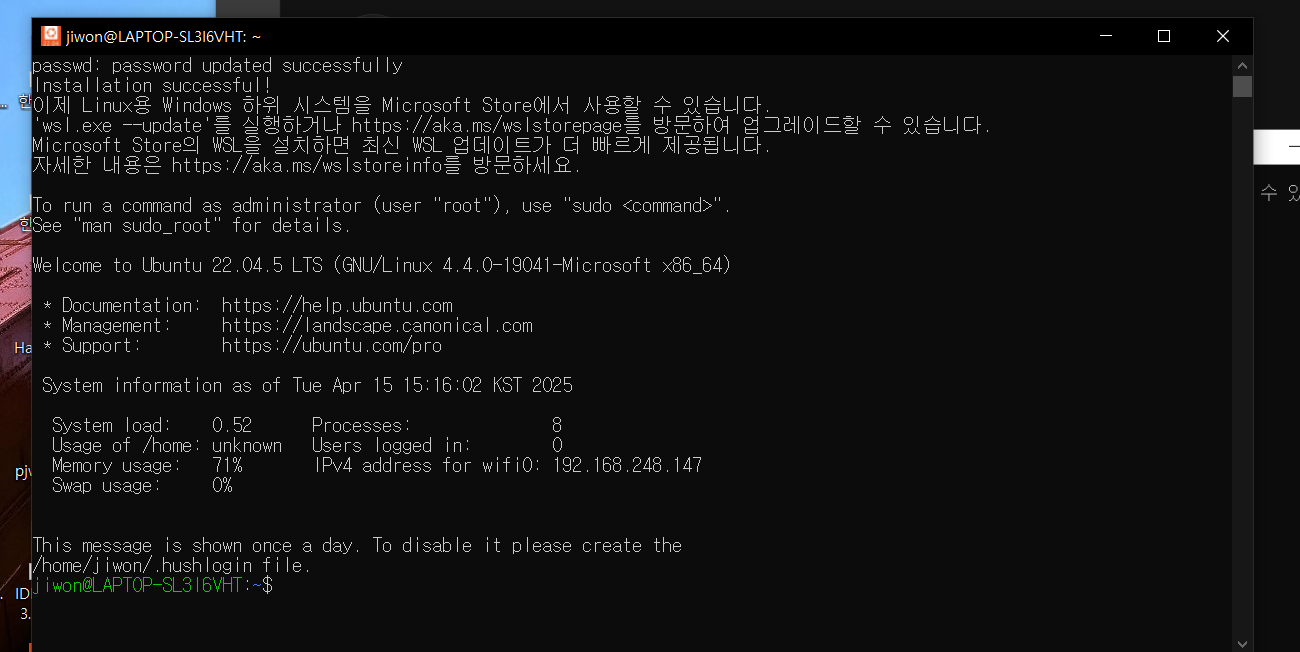 jiwon@LAPTOP-SL3I6VHT: ~
passwd: password updated successfully
Installation successful!
이제 Linux용 Windows 하위 시스템을 Microsoft Store에서 사용할 수 있습니다.
'wsl.exe --update'를 실행하거나 https://aka.ms/wslstorepage를 방문하여 업그레이드할 수 있습니다.
Microsoft Store의 WSL을 설치하면 최신 WSL 업데이트가 더 빠르게 제공됩니다.
자세한 내용은 https://aka.ms/wslstoreinfo를 방문하세요.
To run a command as administrator (user "root"), use "sudo <command>".
See "man sudo_root" for details.
Welcome to Ubuntu 22.04.5 LTS (GNU/Linux 4.4.0-19041-Microsoft x86_64)
* Documentation:  https://help.ubuntu.com
* Management:     https://landscape.canonical.com
* Support:        https://ubuntu.com/pro
System information as of Tue Apr 15 15:16:02 KST 2025
System load:    0.52      Processes:              8
Usage of /home: unknown   Users logged in:        0
Memory usage:   71%       IPv4 address for wifi0: 192.168.248.147
Swap usage:     0%
This message is shown once a day. To disable it please create the
/home/jiwon/.hushlogin file.
jiwon@LAPTOP-SL3I6VHT:~$
수 있
Ha
pjw
ID
3.